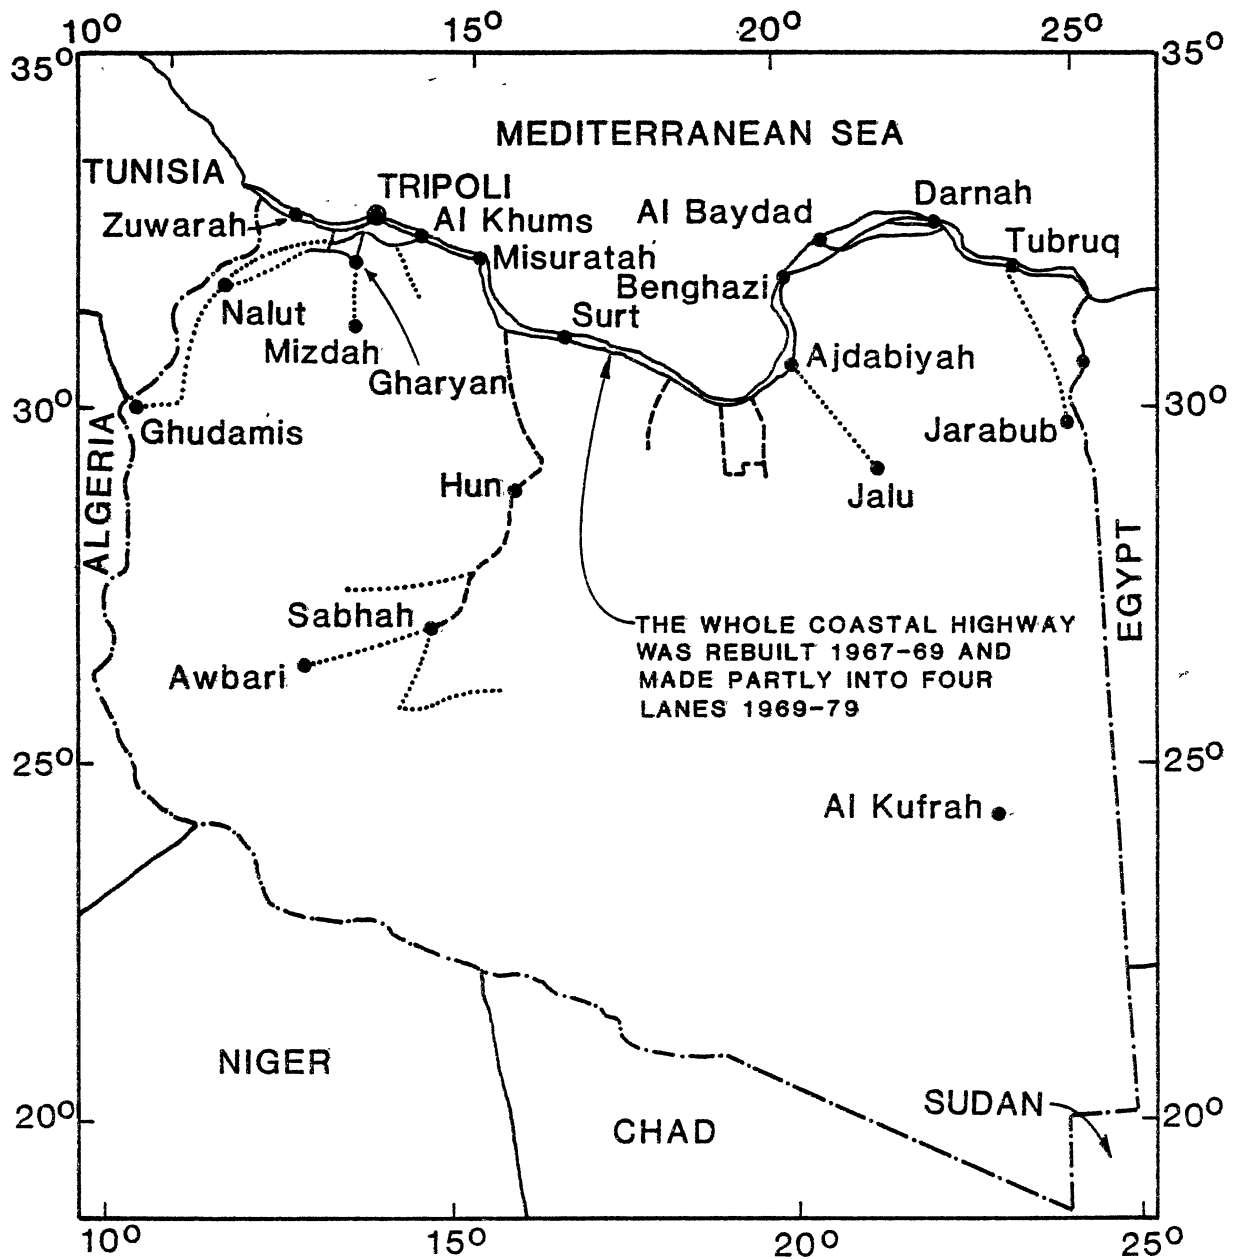 10° 15° 20° 25°
35° 35°
MEDITERRANEAN SEA
TUNISIA
TRIPOLI
Darnah
Zuwarah
Al Khums
Al Baydad
Tubruq
Misuratah
Benghazi
Nalut
Surt
Mizdah
Ajdabiyah
Gharyan
30° 30°
Ghudamis
Jarabub
ALGERIA
Hun
Jalu
EGYPT
Sabhah
THE WHOLE COASTAL HIGHWAY
WAS REBUILT 1967-69 AND
MADE PARTLY INTO FOUR
LANES 1969-79
Awbari
25° 25°
Al Kufrah
NIGER
SUDAN
20° 20°
CHAD
10° 15° 20° 25°